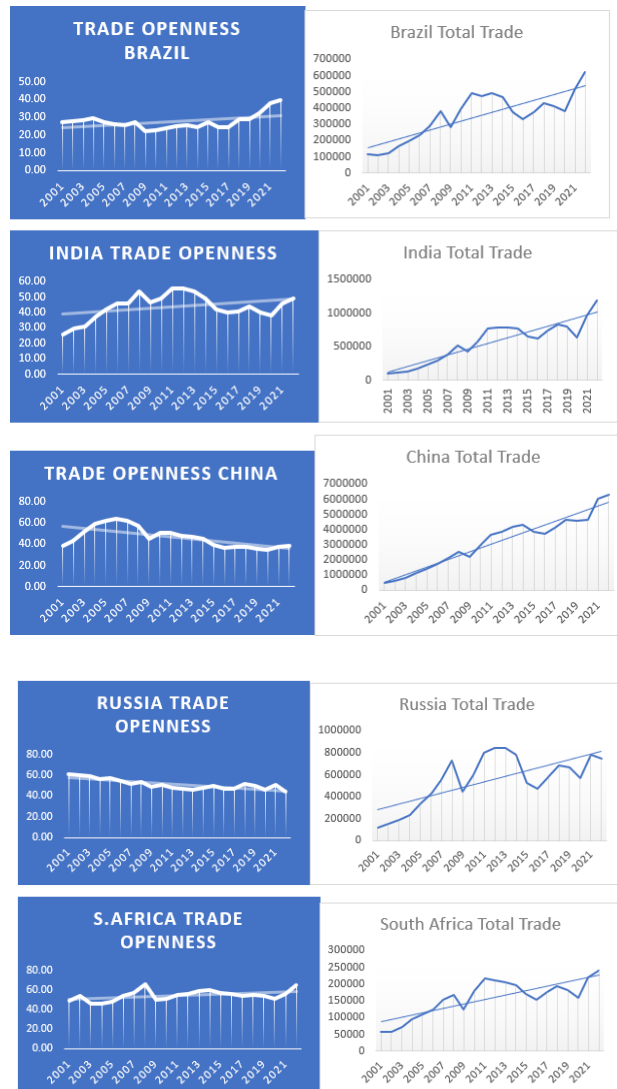 TRADE OPENNESS
BRAZIL
50.00
40.00
30.00
20.00
10.00
0.00
2001 2003 2005 2007 2009 2011 2013 2015 2017 2019 2021
Brazil Total Trade
700000
600000
500000
400000
300000
200000
100000
0
2001 2003 2005 2007 2009 2011 2013 2015 2017 2019 2021
INDIA TRADE OPENNESS
60.00
50.00
40.00
30.00
20.00
10.00
0.00
2001 2003 2005 2007 2009 2011 2013 2015 2017 2019 2021
India Total Trade
1500000
1000000
500000
0
2001 2003 2005 2007 2009 2011 2013 2015 2017 2019 2021
TRADE OPENNESS CHINA
80.00
60.00
40.00
20.00
0.00
2001 2003 2005 2007 2009 2011 2013 2015 2017 2019 2021
China Total Trade
7000000
6000000
5000000
4000000
3000000
2000000
1000000
0
2001 2003 2005 2007 2009 2011 2013 2015 2017 2019 2021
RUSSIA TRADE
OPENNESS
80.00
60.00
40.00
20.00
0.00
2001 2003 2005 2007 2009 2011 2013 2015 2017 2019 2021
Russia Total Trade
1000000
800000
600000
400000
200000
0
2001 2003 2005 2007 2009 2011 2013 2015 2017 2019 2021
S.AFRICA TRADE
OPENNESS
80.00
60.00
40.00
20.00
0.00
2001 2003 2005 2007 2009 2011 2013 2015 2017 2019 2021
South Africa Total Trade
300000
250000
200000
150000
100000
50000
0
2001 2003 2005 2007 2009 2011 2013 2015 2017 2019 2021